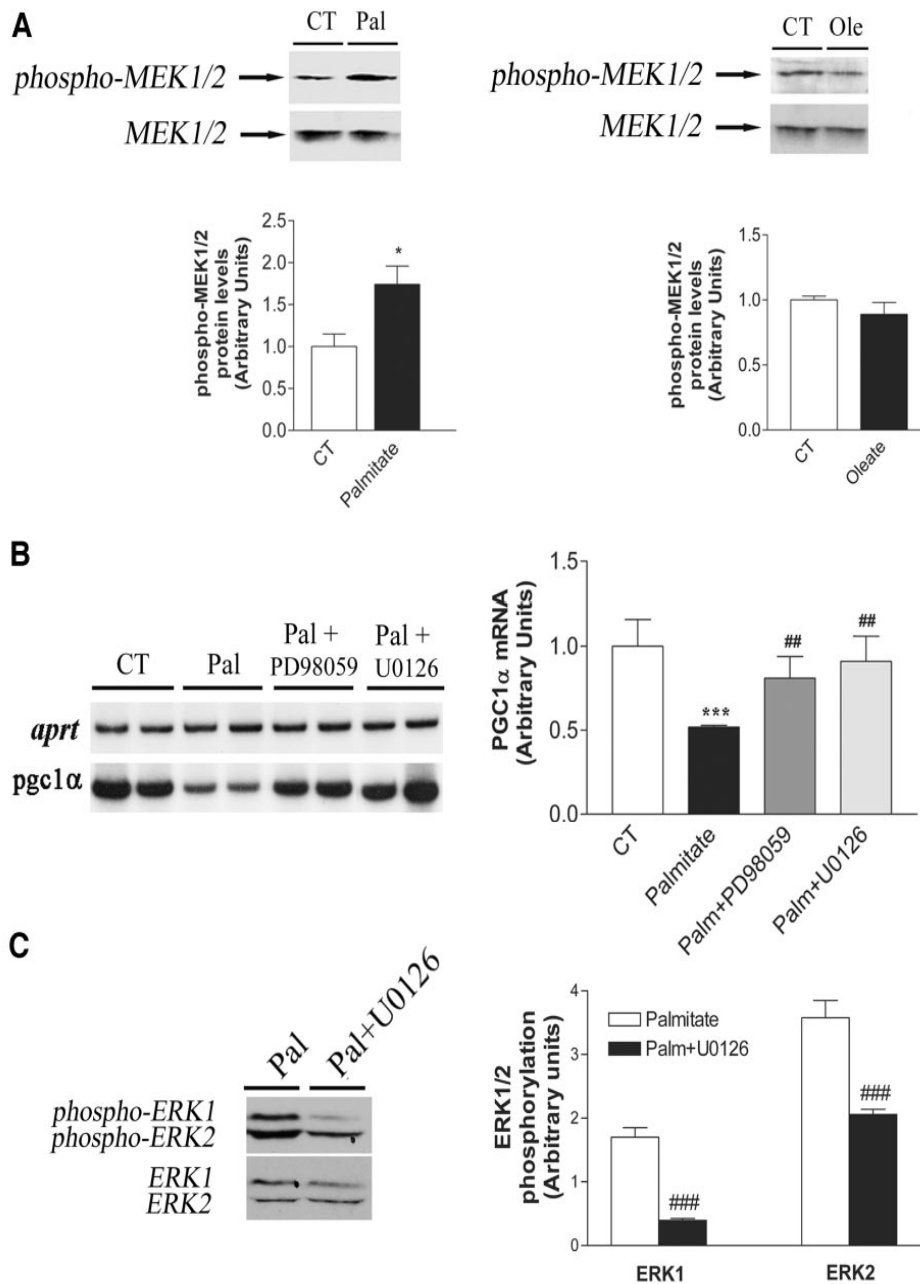 A
CT Pal
phospho-MEK1/2
MEK1/2
CT Ole
phospho-MEK1/2
MEK1/2
phospho-MEK1/2
protein levels
(Arbitrary Units)
2.5
2.0
1.5
1.0
0.5
0.0
*
CT
Palmitate
phospho-MEK1/2
protein levels
(Arbitrary Units)
1.5
1.0
0.5
0.0
CT
Oleate
B
CT Pal Pal + PD98059 Pal + U0126
aprt
pgc1α
PGC1α mRNA
(Arbitrary Units)
1.5
1.0
0.5
0.0
***
##
##
CT
Palmitate
Palm+PD98059
Palm+U0126
C
Pal
Pal+U0126
phospho-ERK1
phospho-ERK2
ERK1
ERK2
ERK1/2
phosphorylation
(Arbitrary units)
4
3
2
1
0
Palmitate
Palm+U0126
###
###
ERK1 ERK2